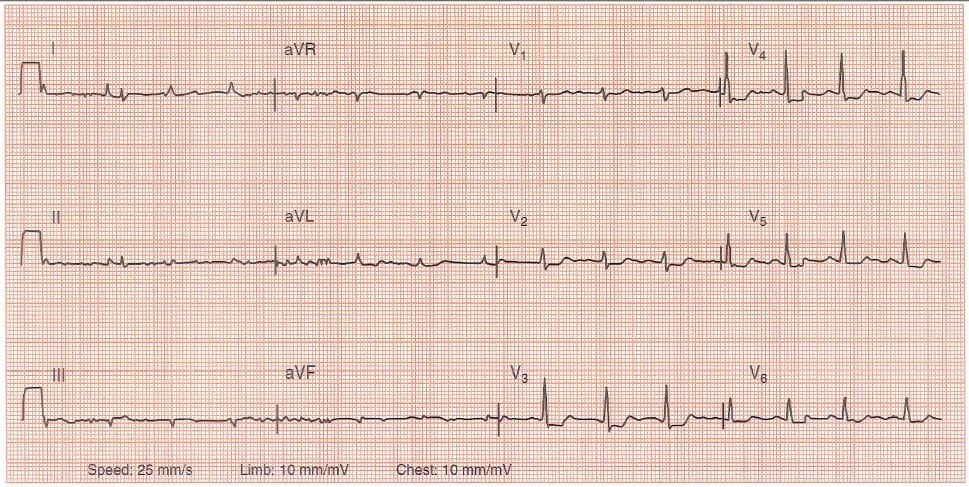 I aVR V1 V4
II aVL V2 V5
III aVF V3 V6
Speed: 25 mm/s Limb: 10 mm/mV Chest: 10 mm/mV